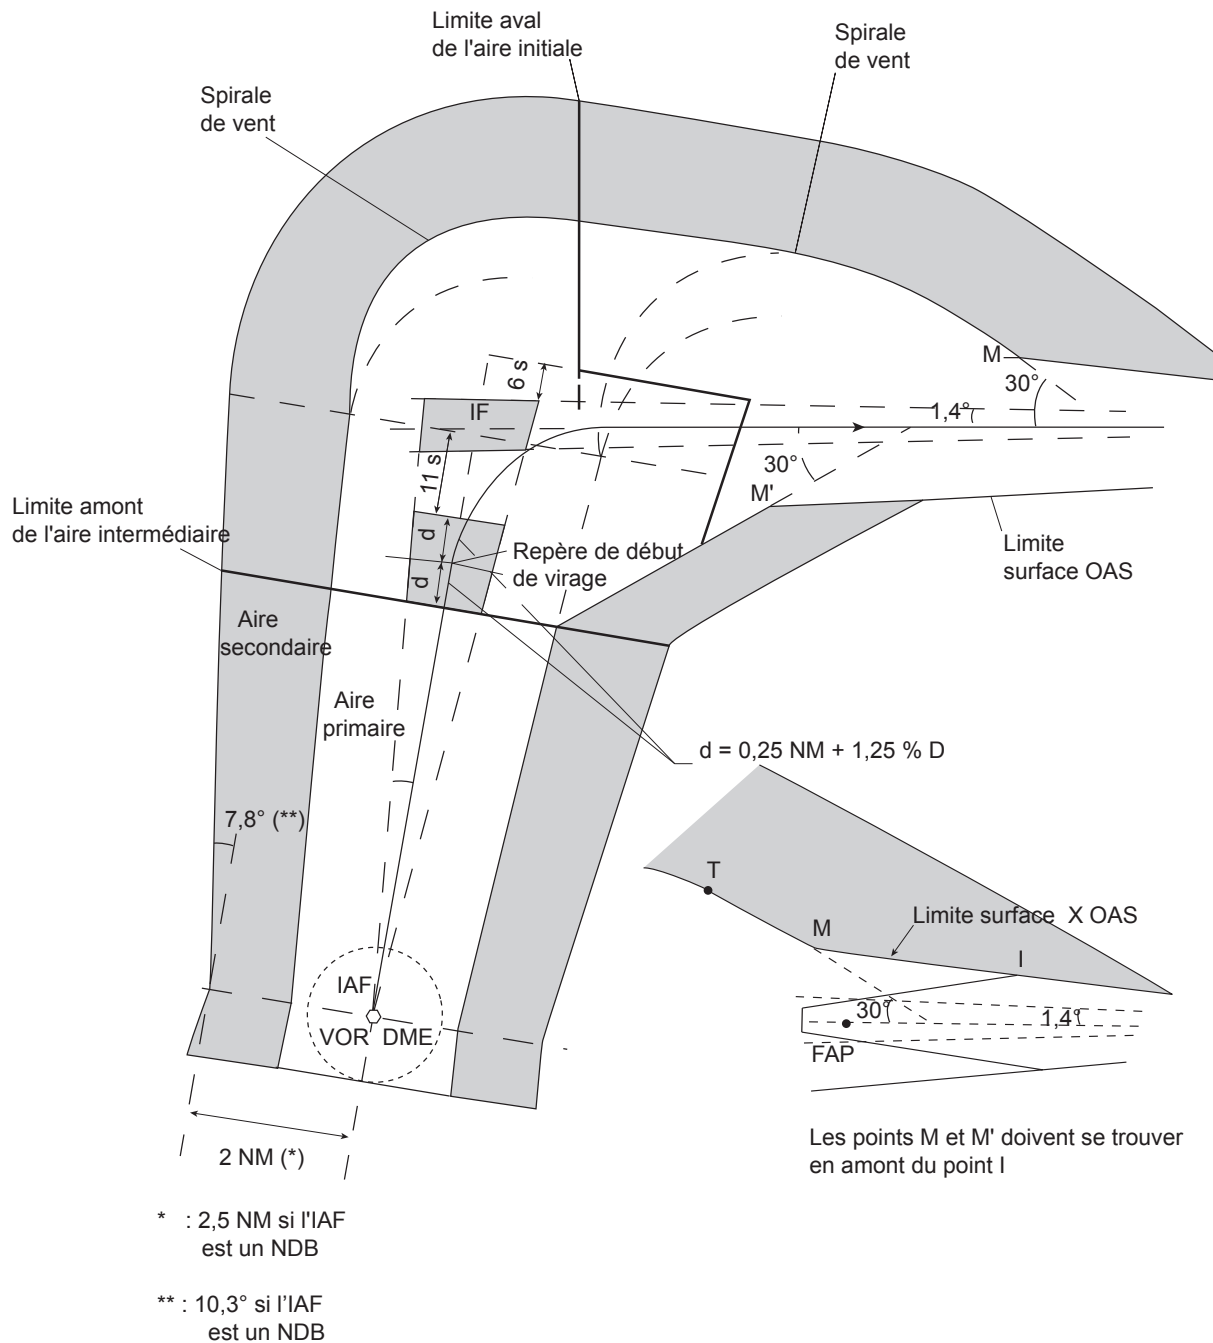 Limite aval
de l'aire initiale
Spirale
de vent
Spirale
de vent
6 s
M
30°
IF
1,4°
11 s
30°
M'
Limite amont
de l'aire intermédiaire
d
Repère de début
de virage
Limite
surface OAS
d
Aire
secondaire
Aire
primaire
d = 0,25 NM + 1,25 % D
7,8° (**)
T
M
Limite surface X OAS
I
IAF
30°
1,4°
VOR DME
FAP
Les points M et M' doivent se trouver
en amont du point I
2 NM (*)
* : 2,5 NM si l'IAF
est un NDB
** : 10,3° si l'IAF
est un NDB